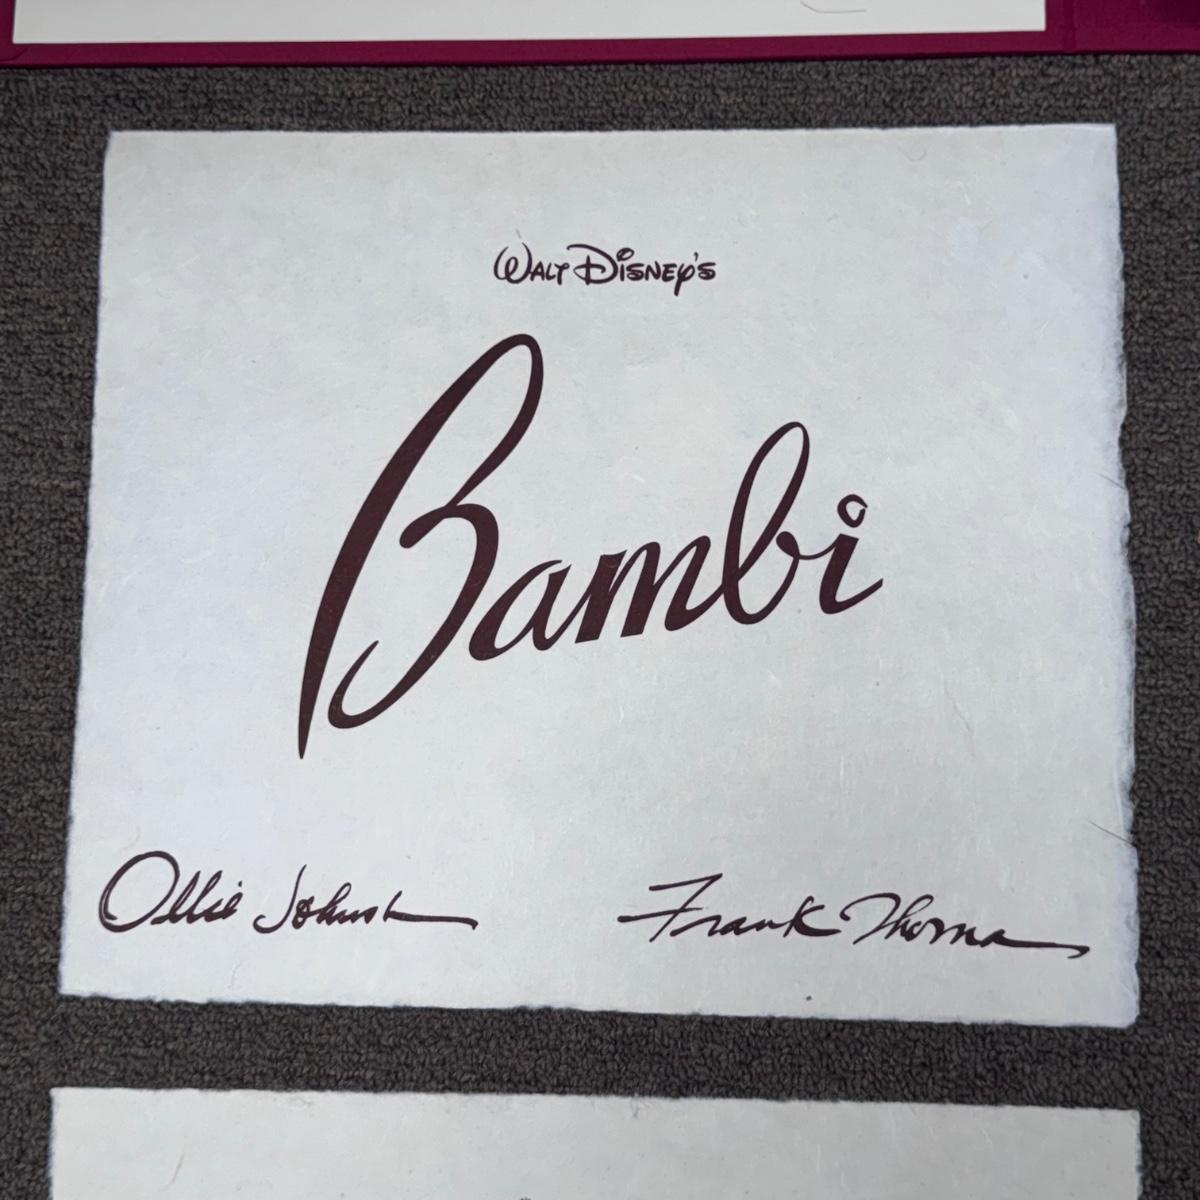 Walt Disney's
Bambi
Ollie Johnston Frank Thomas